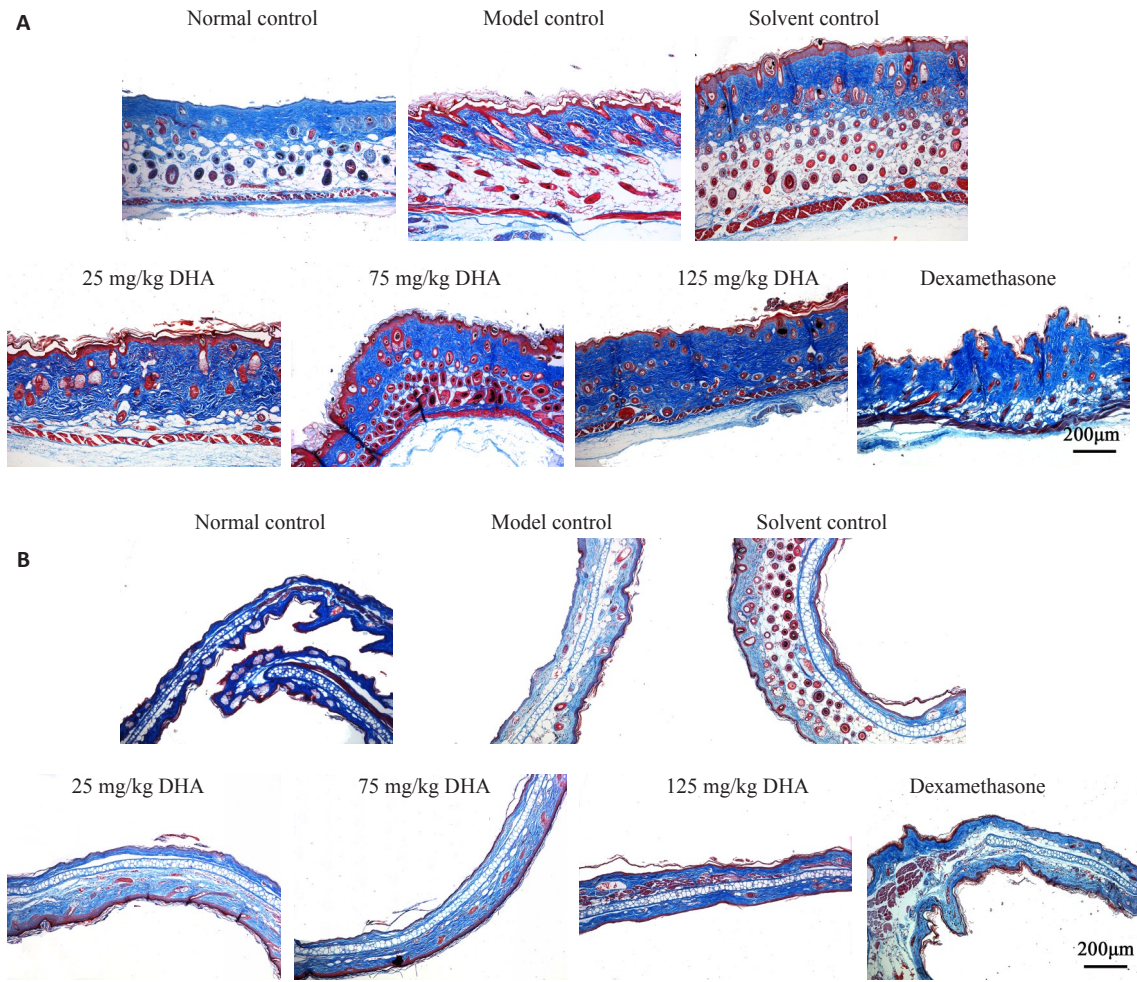 A
Normal control
Model control
Solvent control
25 mg/kg DHA
75 mg/kg DHA
125 mg/kg DHA
Dexamethasone
200μm
B
Normal control
Model control
Solvent control
25 mg/kg DHA
75 mg/kg DHA
125 mg/kg DHA
Dexamethasone
200μm